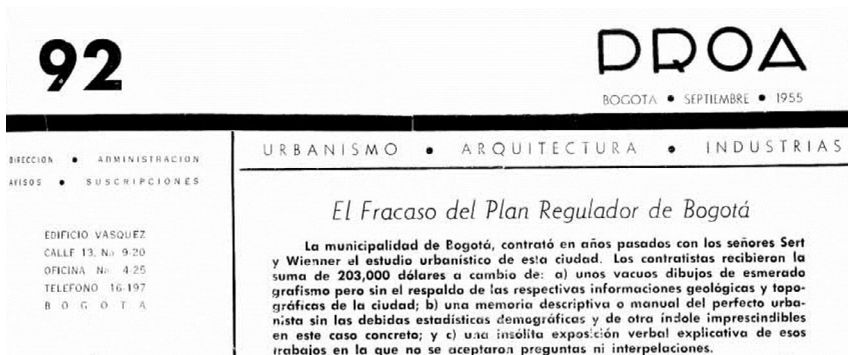 92
PROA
BOGOTA • SEPTIEMBRE • 1955
DIRECCION • ADMINISTRACION
AVISOS • SUSCRIPCIONES
EDIFICIO VASQUEZ
CALLE 13, No 9-20
OFICINA No 4-25
TELEFONO 16-197
BOGOTA
URBANISMO • ARQUITECTURA • INDUSTRIAS
El Fracaso del Plan Regulador de Bogotá
La municipalidad de Bogotá, contrató en años pasados con los señores Sert
y Wienner el estudio urbanístico de esta ciudad. Los contratistas recibieron la
suma de 203,000 dólares a cambio de: a) unos vacuos dibujos de esmerado
grafismo pero sin el respaldo de las respectivas informaciones geológicas y topo-
gráficas de la ciudad; b) una memoria descriptiva o manual del perfecto urba-
nista sin las debidas estadísticas demográficas y de otra índole imprescindibles
en este caso concreto; y c) una insólita exposición verbal explicativa de esos
trabajos en la que no se aceptaron preguntas ni interpelaciones.